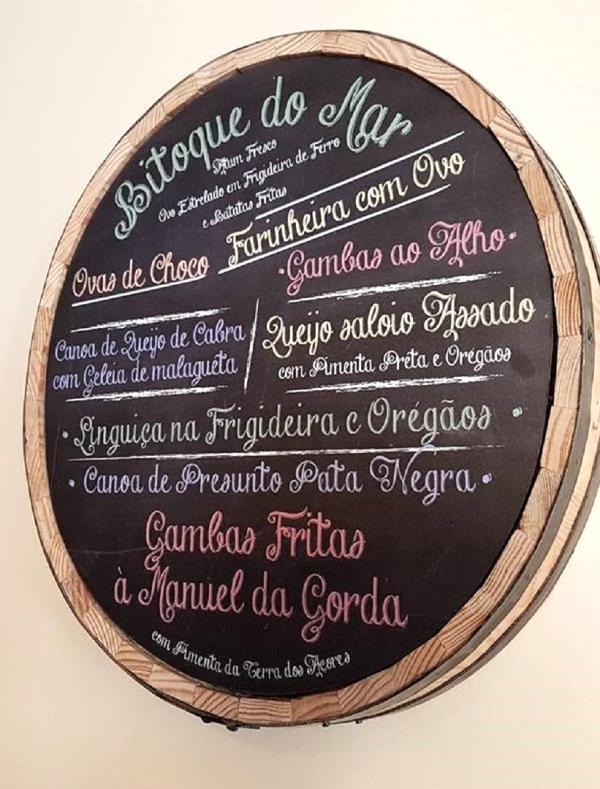 Bitoque do Mar
Atum Fresco
Ovo Estrelado em Frigideira de Ferro
e Batatas Fritas
Farinheira com Ovo
Ovas de Choco
·Gambas ao Alho·
Canoa de Queijo de Cabra
com Geleia de malagueta
Queijo saloio Assado
com Pimenta Preta e Orégãos
· Linguiça na Frigideira e Orégãos ·
· Canoa de Presunto Pata Negra ·
Gambas Fritas
à Manuel da Gorda
com Pimenta da Terra dos Açores